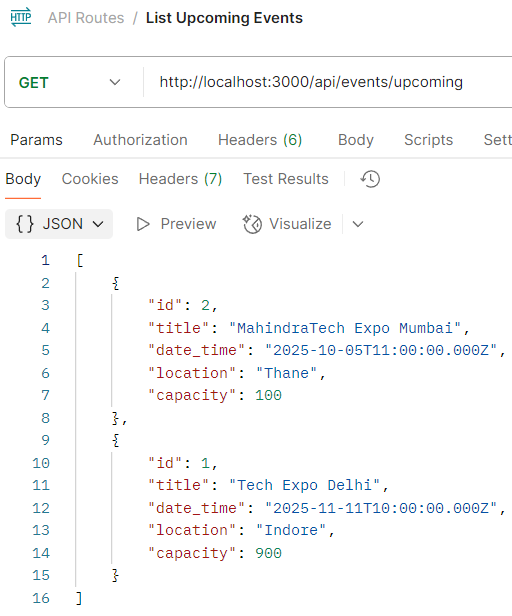 HTTP API Routes / List Upcoming Events
GET http://localhost:3000/api/events/upcoming
Params Authorization Headers (6) Body Scripts Sett
Body Cookies Headers (7) Test Results
{} JSON Preview Visualize
1 [
2 {
3 "id": 2,
4 "title": "MahindraTech Expo Mumbai",
5 "date_time": "2025-10-05T11:00:00.000Z",
6 "location": "Thane",
7 "capacity": 100
8 },
9 {
10 "id": 1,
11 "title": "Tech Expo Delhi",
12 "date_time": "2025-11-11T10:00:00.000Z",
13 "location": "Indore",
14 "capacity": 900
15 }
16 ]